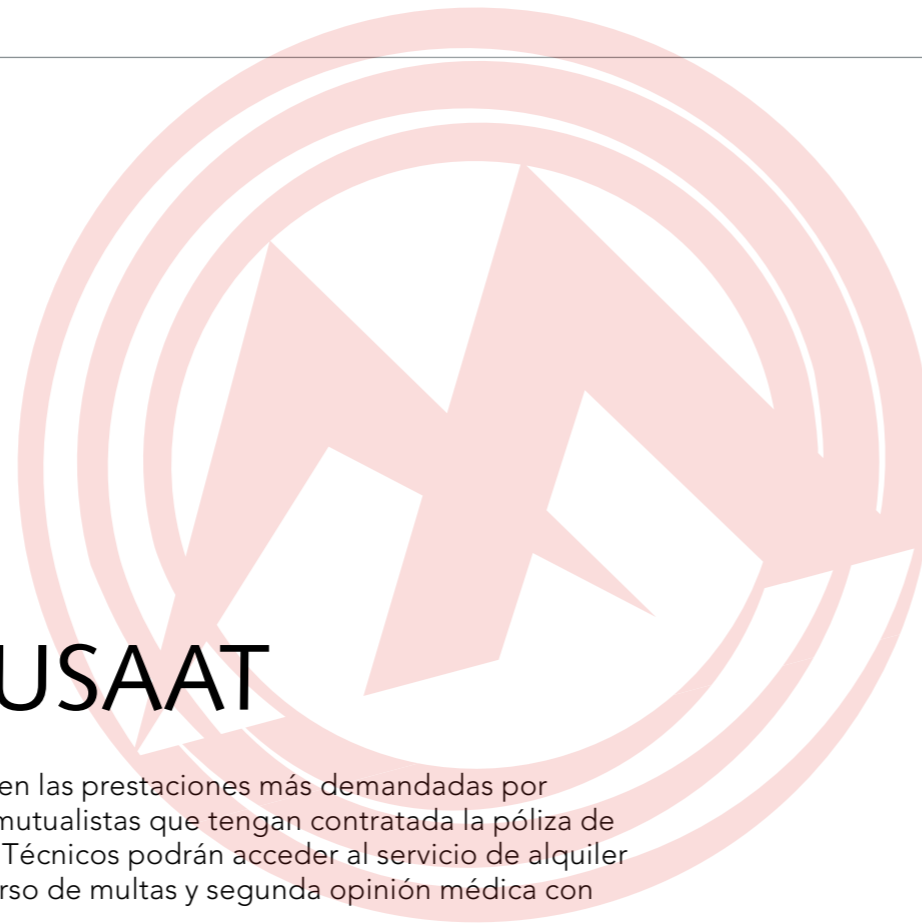 USAAT
en las prestaciones más demandadas por
mutualistas que tengan contratada la póliza de
Técnicos podrán acceder al servicio de alquiler
rso de multas y segunda opinión médica con